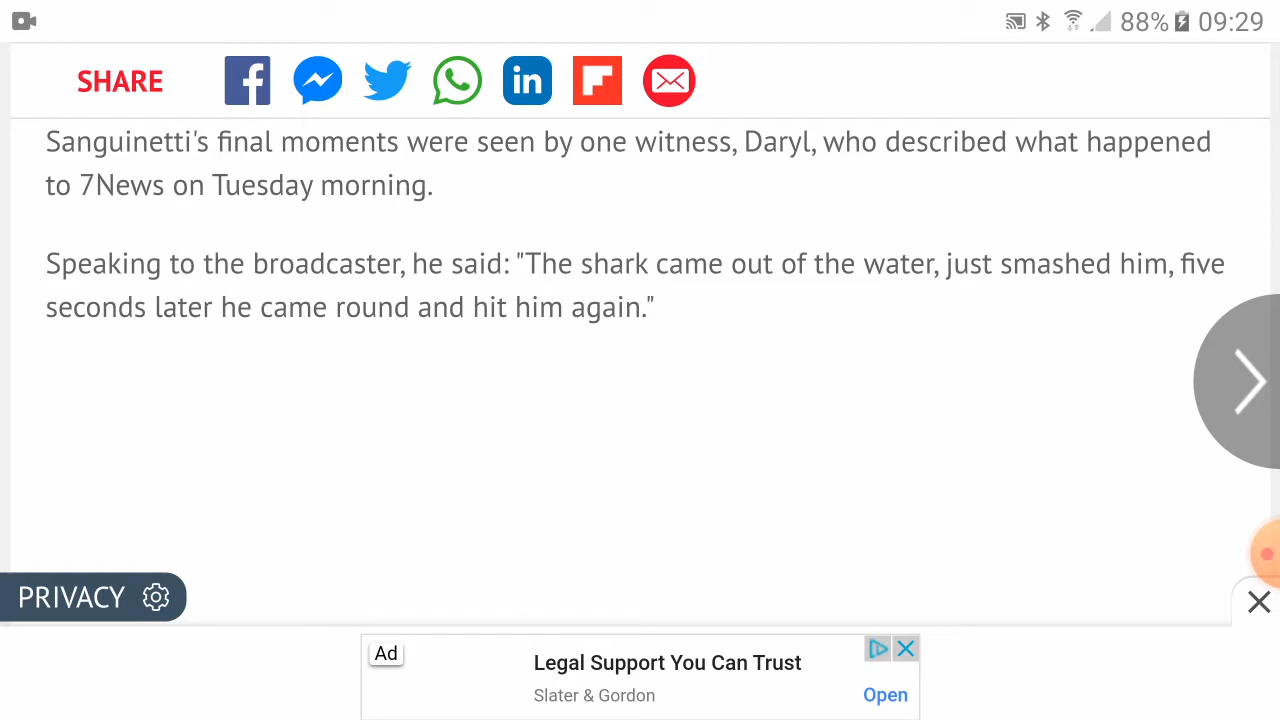 88% 09:29
SHARE
Sanguinetti's final moments were seen by one witness, Daryl, who described what happened
to 7News on Tuesday morning.
Speaking to the broadcaster, he said: "The shark came out of the water, just smashed him, five
seconds later he came round and hit him again."
PRIVACY
Ad
Legal Support You Can Trust
Slater & Gordon
Open